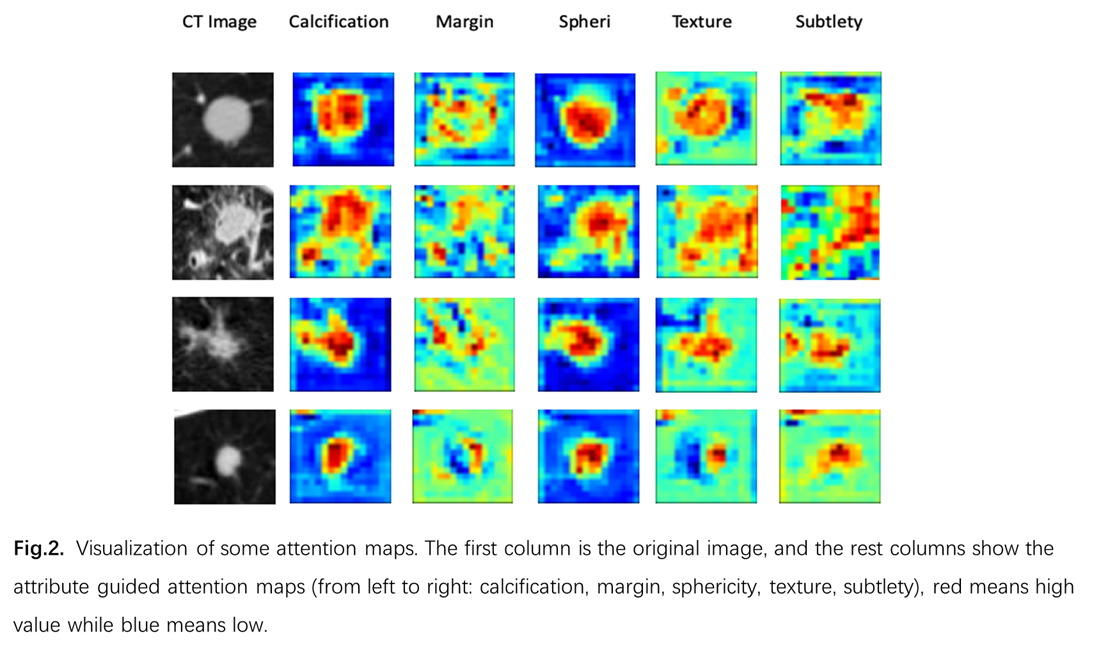 CT Image Calcification Margin Spheri Texture Subtlety
Fig.2. Visualization of some attention maps. The first column is the original image, and the rest columns show the
attribute guided attention maps (from left to right: calcification, margin, sphericity, texture, subtlety), red means high
value while blue means low.